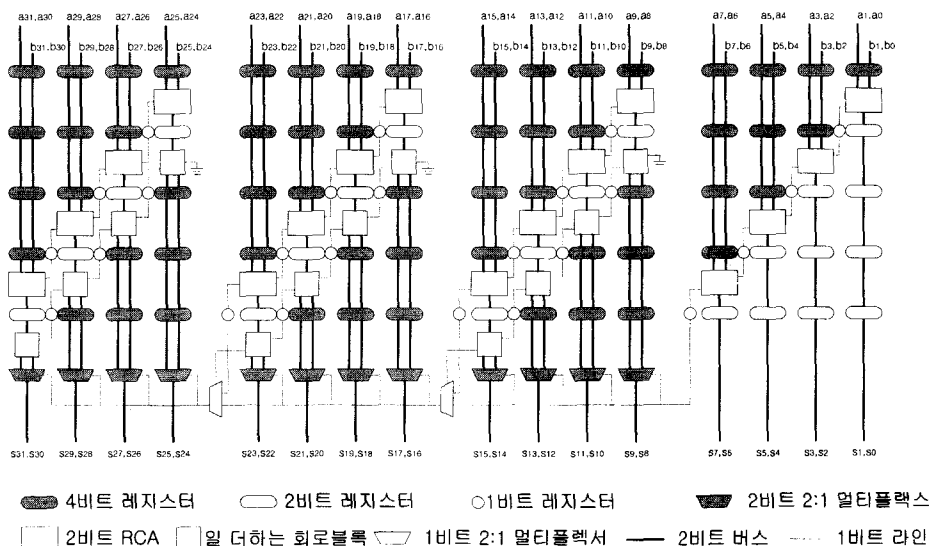 a31,a30 a29,a28 a27,a26 a25,a24 a23,a22 a21,a20 a19,a18 a17,a16 a15,a14 a13,a12 a11,a10 a9,a8 a7,a6 a5,a4 a3,a2 a1,a0
b31,b30 b29,b28 b27,b26 b25,b24 b23,b22 b21,b20 b19,b18 b17,b16 b15,b14 b13,b12 b11,b10 b9,b8 b7,b6 b5,b4 b3,b2 b1,b0
S31,S30 S29,S28 S27,S26 S25,S24 S23,S22 S21,S20 S19,S18 S17,S16 S15,S14 S13,S12 S11,S10 S9,S8 S7,S6 S5,S4 S3,S2 S1,S0
4비트 레지스터 2비트 레지스터 1비트 레지스터 2비트 2:1 멀티플랙스
2비트 RCA 일 더하는 회로블록 1비트 2:1 멀티플렉서 2비트 버스 1비트 라인